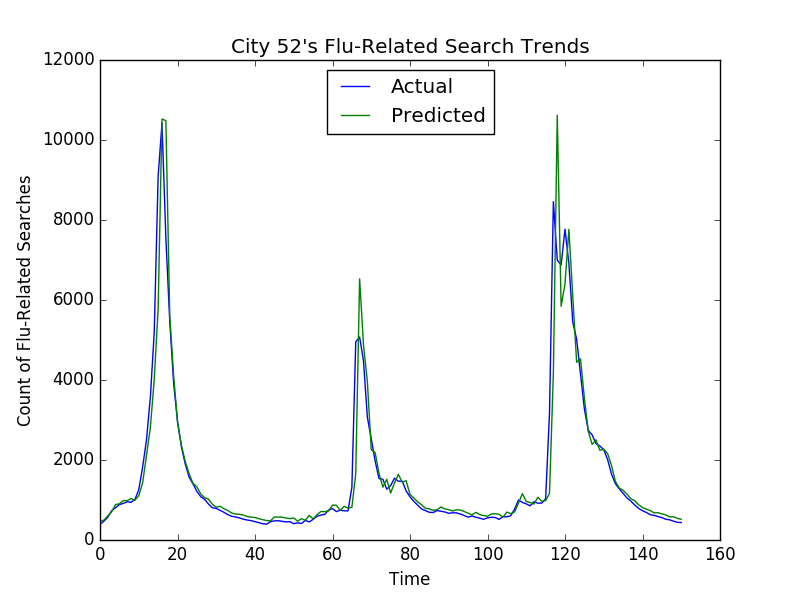 City 52's Flu-Related Search Trends
Actual
Predicted
Count of Flu-Related Searches
12000
10000
8000
6000
4000
2000
0
0 20 40 60 80 100 120 140 160
Time